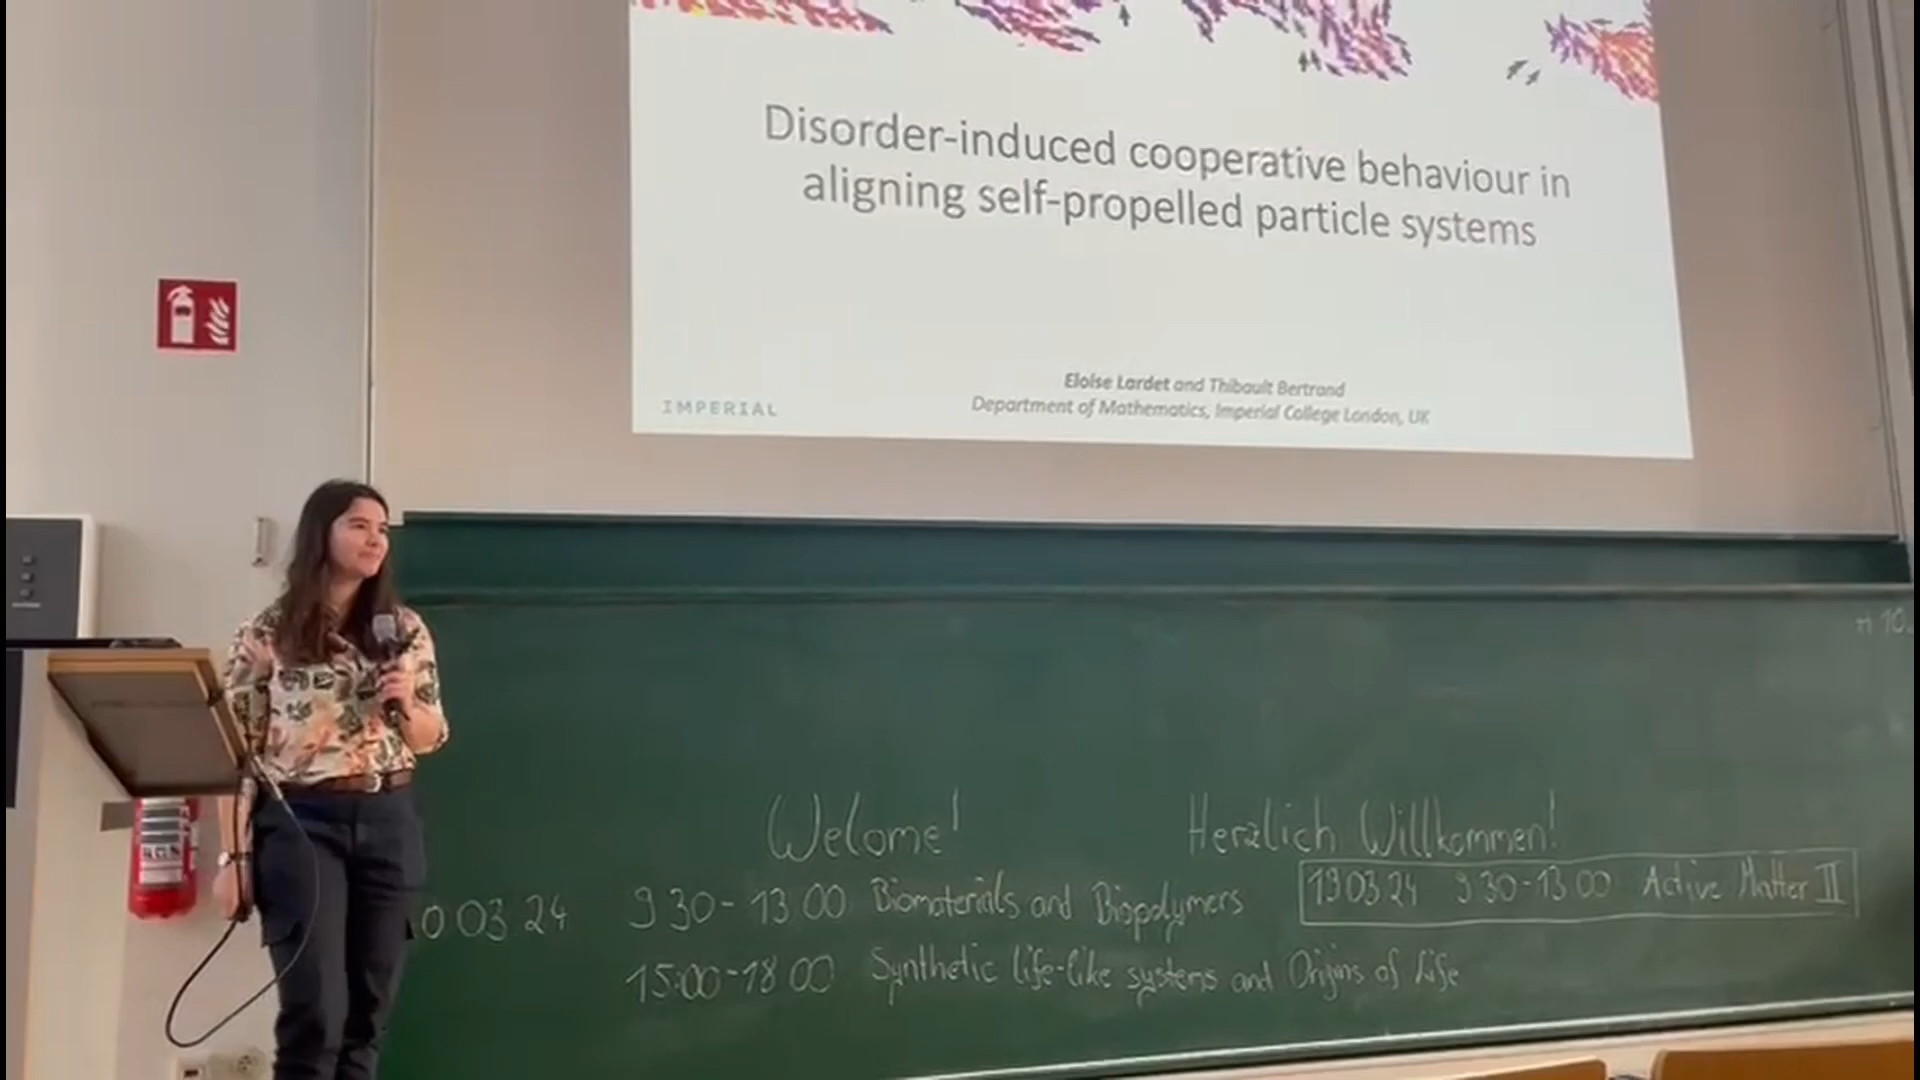 Disorder-induced cooperative behaviour in
aligning self-propelled particle systems
Eloise Lardet and Thibault Bertrand
Department of Mathematics, Imperial College London, UK
IMPERIAL
Welome!
Herzlich Willkommen!
19 03 24 9 30-13 00 Active Matter II
0 03 24 9 30-13 00 Biomaterials and Biopolymers
15:00-18 00 Synthetic life-like systems and Origins of Life
10.